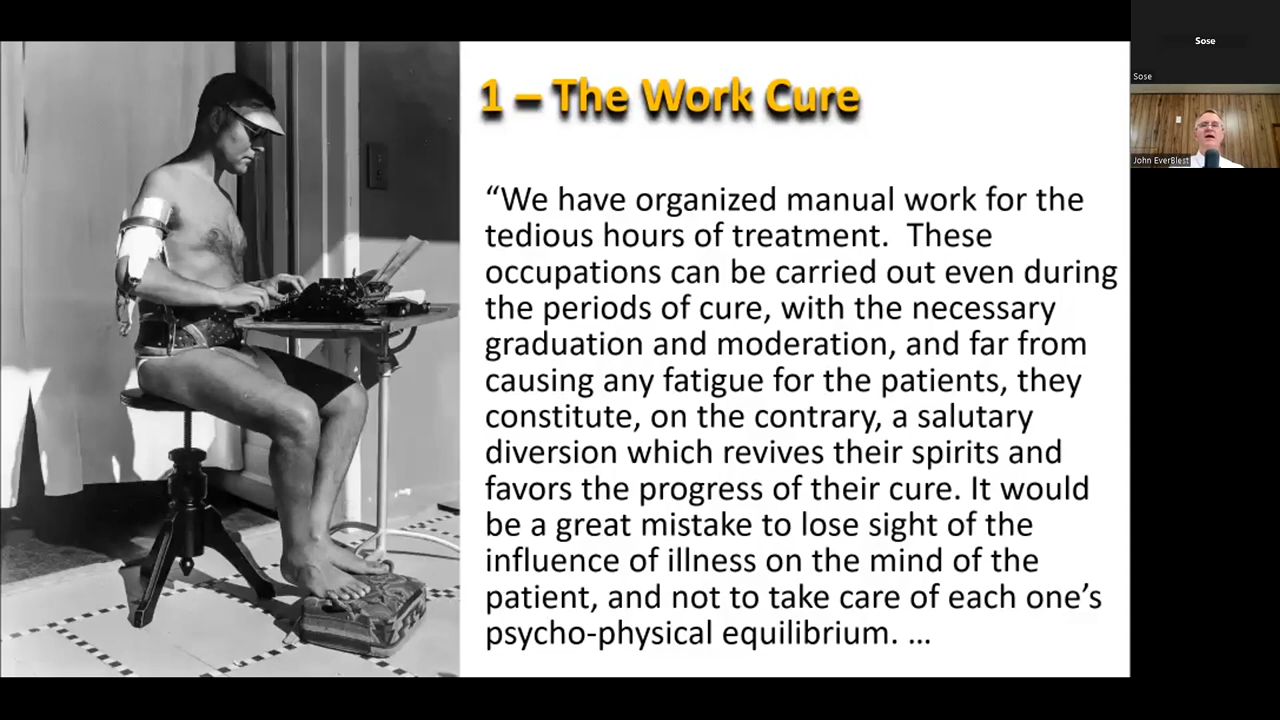 1 – The Work Cure
“We have organized manual work for the
tedious hours of treatment.  These
occupations can be carried out even during
the periods of cure, with the necessary
graduation and moderation, and far from
causing any fatigue for the patients, they
constitute, on the contrary, a salutary
diversion which revives their spirits and
favors the progress of their cure. It would
be a great mistake to lose sight of the
influence of illness on the mind of the
patient, and not to take care of each one’s
psycho-physical equilibrium. ...
Sose
Sose
John EverBlest